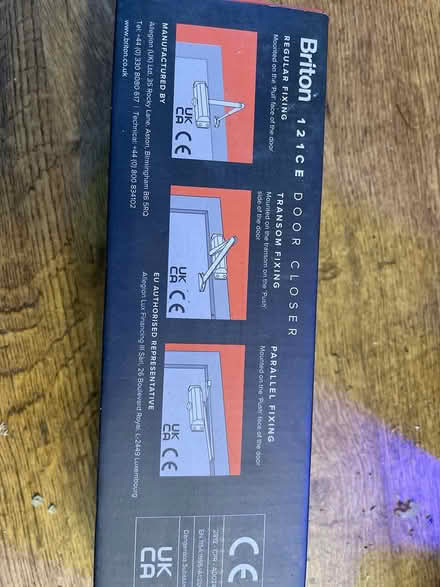 Briton 121CE DOOR CLOSER
REGULAR FIXING
Mounted on the 'Pull' face of the door
UK CA CE
TRANSOM FIXING
Mounted on the transom on the 'Push'
side of the door
UK CA CE
PARALLEL FIXING
Mounted on the 'Push' face of the door
UK CA CE
MANUFACTURED BY
Allegion (UK) Ltd, 35 Rocky Lane, Aston, Birmingham B6 5RQ
Tel: +44 (0) 330 8080 617 | Technical: +44 (0) 800 834102
www.briton.co.uk
EU AUTHORISED REPRESENTATIVE
Allegion Lux Financing III Sàrl, 26 Boulevard Royal, L-2449 Luxembourg
CE
Dangerous
UK
CA